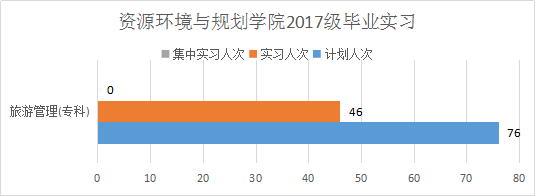 资源环境与规划学院2017级毕业实习
集中实习人次 实习人次 计划人次
0
旅游管理(专科)
46
76
0 10 20 30 40 50 60 70 80